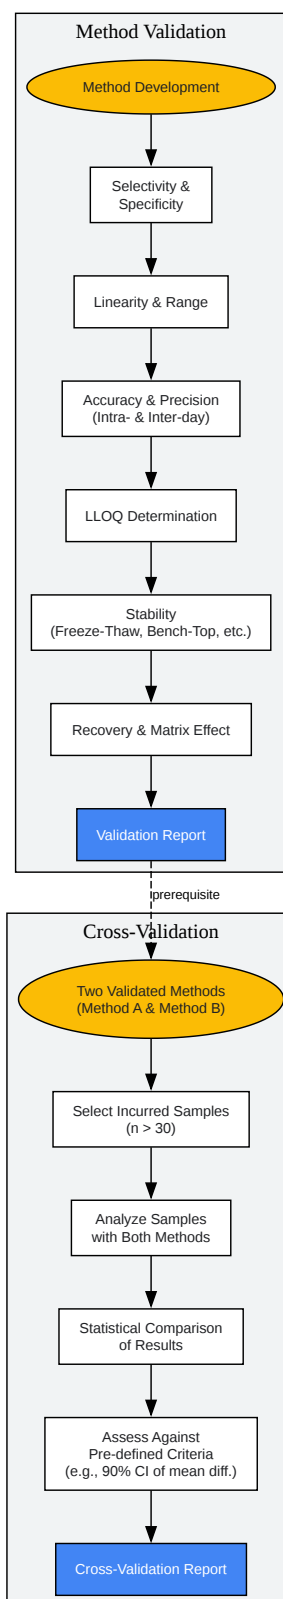 Method Validation
Method Development
Selectivity &
Specificity
Linearity & Range
Accuracy & Precision
(Intra- & Inter-day)
LLOQ Determination
Stability
(Freeze-Thaw, Bench-Top, etc.)
Recovery & Matrix Effect
Validation Report
prerequisite
Cross-Validation
Two Validated Methods
(Method A & Method B)
Select Incurred Samples
(n > 30)
Analyze Samples
with Both Methods
Statistical Comparison
of Results
Assess Against
Pre-defined Criteria
(e.g., 90% CI of mean diff.)
Cross-Validation Report